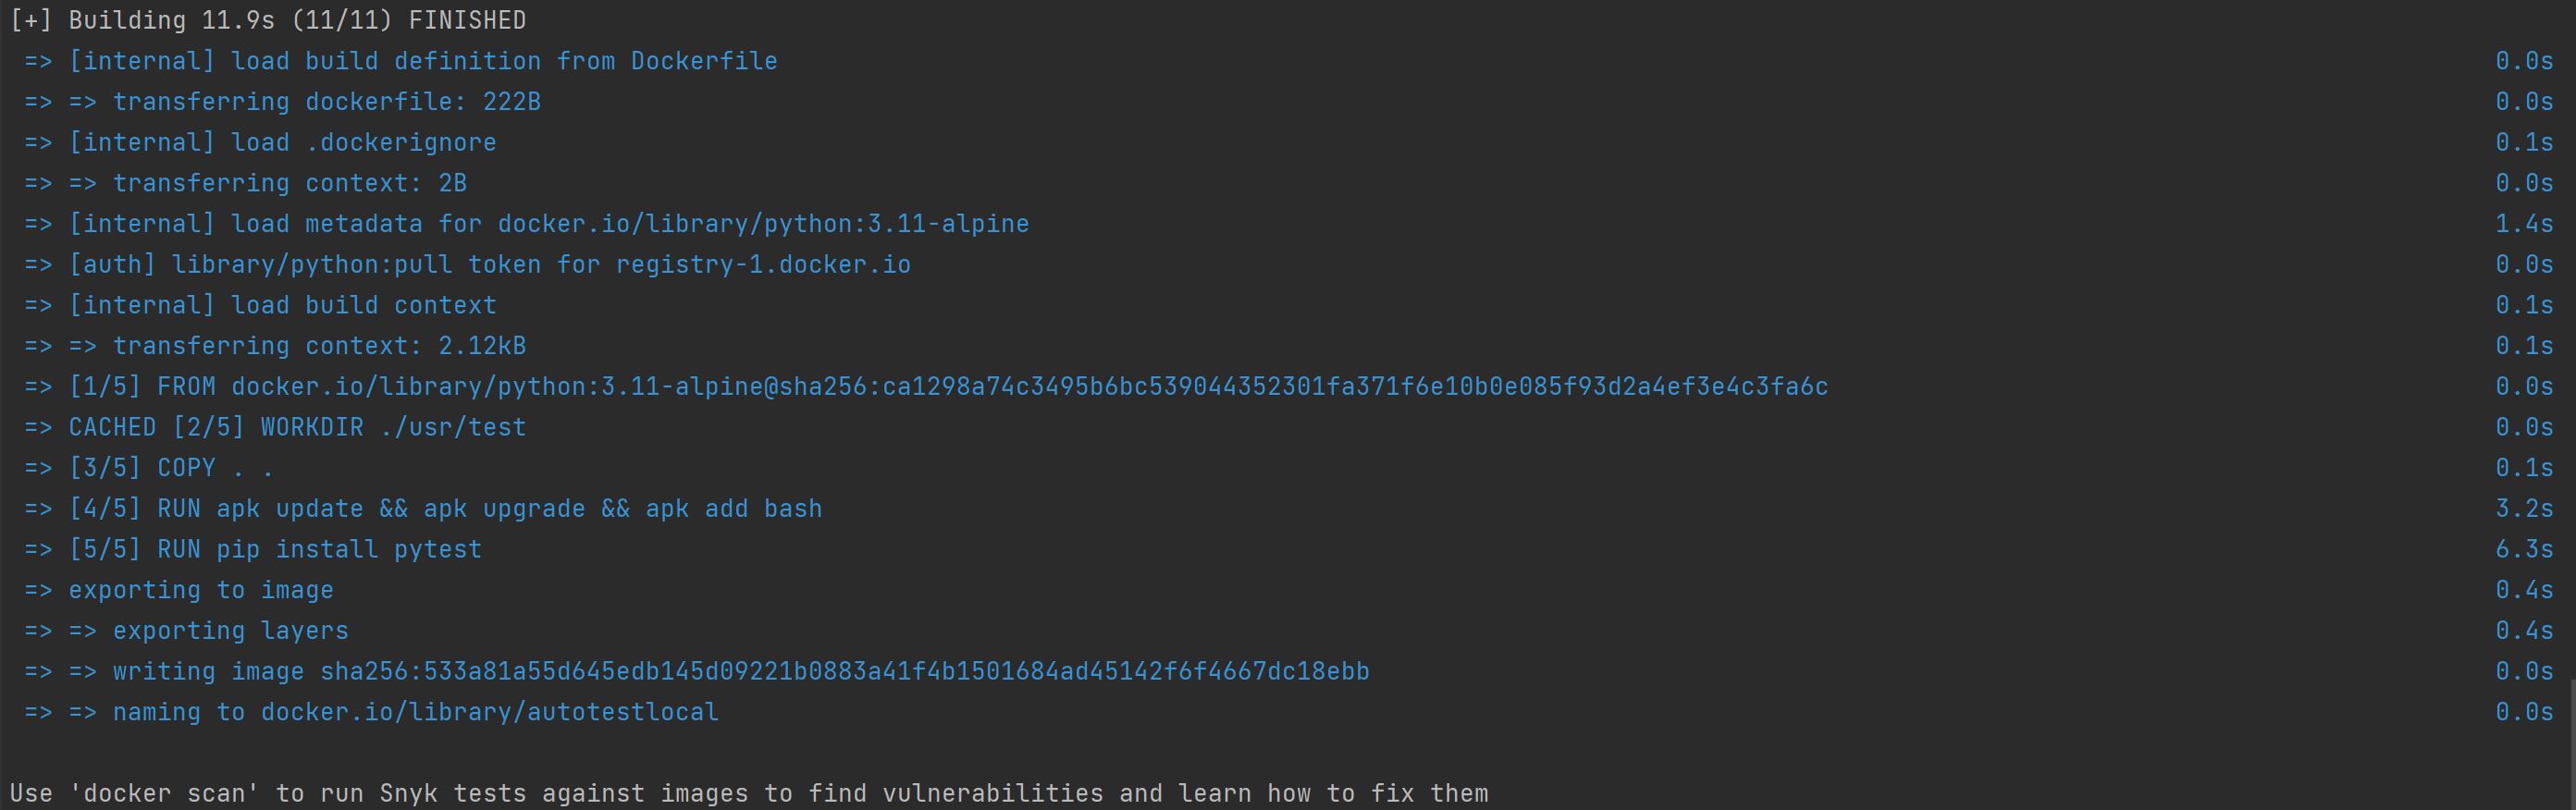 [+] Building 11.9s (11/11) FINISHED
=> [internal] load build definition from Dockerfile 0.0s
=> => transferring dockerfile: 222B 0.0s
=> [internal] load .dockerignore 0.1s
=> => transferring context: 2B 0.0s
=> [internal] load metadata for docker.io/library/python:3.11-alpine 1.4s
=> [auth] library/python:pull token for registry-1.docker.io 0.0s
=> [internal] load build context 0.1s
=> => transferring context: 2.12kB 0.1s
=> [1/5] FROM docker.io/library/python:3.11-alpine@sha256:ca1298a74c3495b6bc539044352301fa371f6e10b0e085f93d2a4ef3e4c3fa6c 0.0s
=> CACHED [2/5] WORKDIR ./usr/test 0.0s
=> [3/5] COPY . . 0.1s
=> [4/5] RUN apk update && apk upgrade && apk add bash 3.2s
=> [5/5] RUN pip install pytest 6.3s
=> exporting to image 0.4s
=> => exporting layers 0.4s
=> => writing image sha256:533a81a55d645edb145d09221b0883a41f4b1501684ad45142f6f4667dc18ebb 0.0s
=> => naming to docker.io/library/autotestlocal 0.0s
Use 'docker scan' to run Snyk tests against images to find vulnerabilities and learn how to fix them